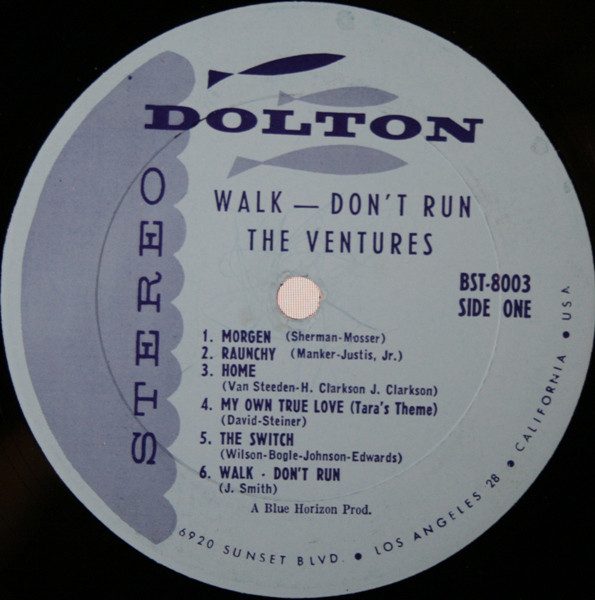 DOLTON
STEREO
WALK — DON'T RUN
THE VENTURES
BST-8003
SIDE ONE
1. MORGEN (Sherman-Mosser)
2. RAUNCHY (Manker-Justis, Jr.)
3. HOME
(Van Steeden-H. Clarkson J. Clarkson)
4. MY OWN TRUE LOVE (Tara's Theme)
(David-Steiner)
5. THE SWITCH
(Wilson-Bogle-Johnson-Edwards)
6. WALK - DON'T RUN
(J. Smith)
A Blue Horizon Prod.
6920 SUNSET BLVD. ● LOS ANGELES 28 ● CALIFORNIA ● USA